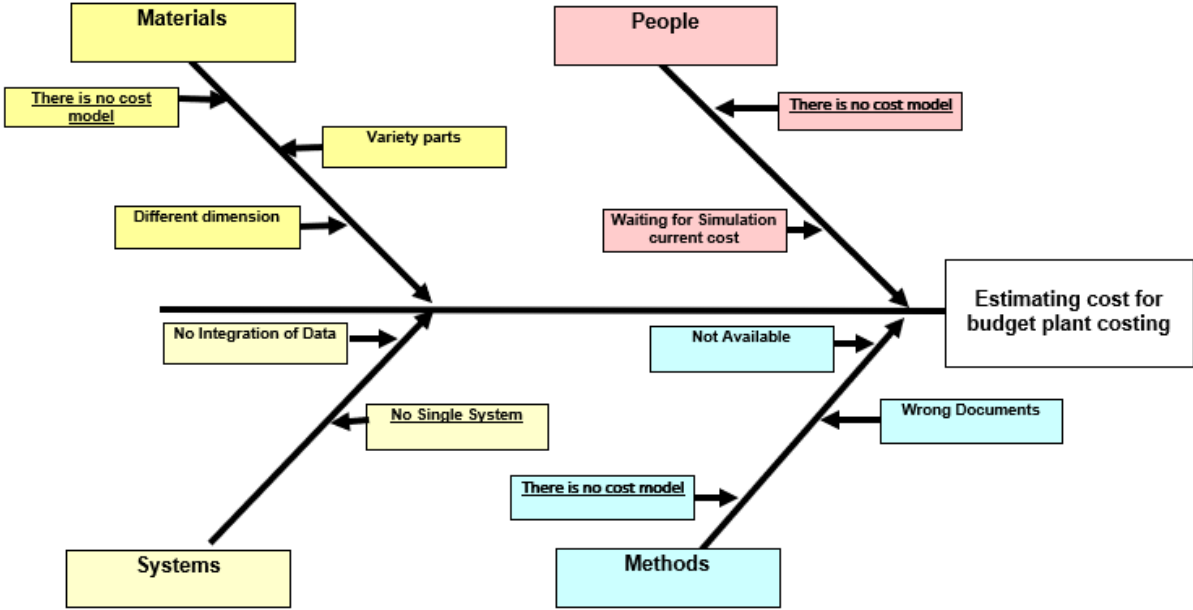 Materials
People
There is no cost
model
There is no cost model
Variety parts
Different dimension
Waiting for Simulation
current cost
Estimating cost for
budget plant costing
No Integration of Data
Not Available
No Single System
Wrong Documents
There is no cost model
Systems
Methods